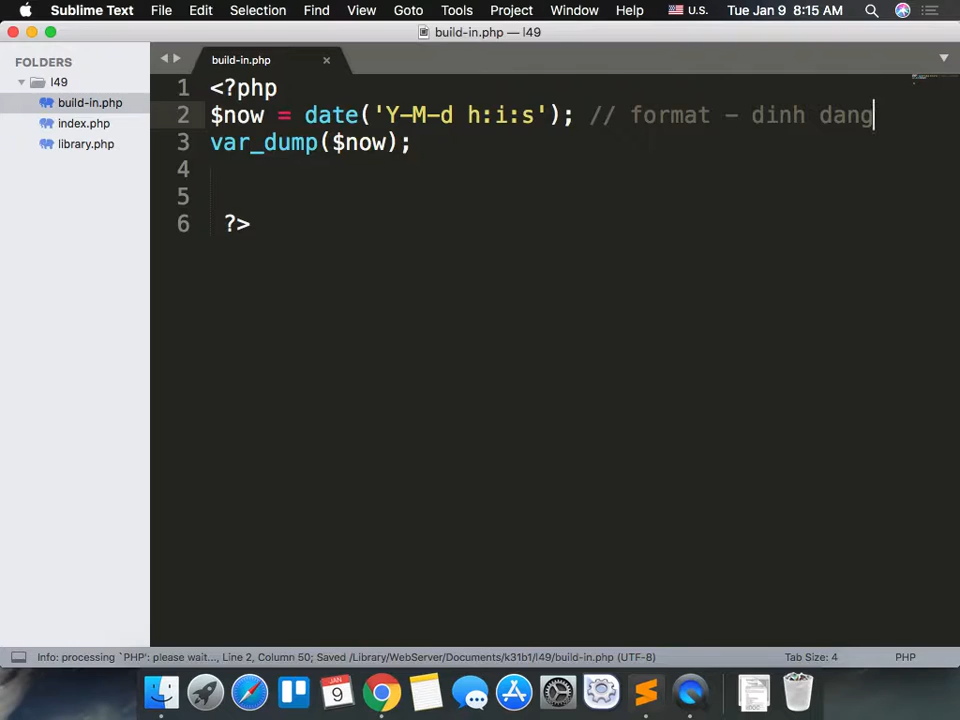 Sublime Text File Edit Selection Find View Goto Tools Project Window Help U.S. Tue Jan 9 8:15 AM
build-in.php — l49
FOLDERS
l49
build-in.php
index.php
library.php
build-in.php ×
1 <?php
2 $now = date('Y-M-d h:i:s'); // format - dinh dang
3 var_dump($now);
4
5
6 ?>
Info: processing `PHP': please wait..., Line 2, Column 50; Saved /Library/WebServer/Documents/k31b1/l49/build-in.php (UTF-8) Tab Size: 4 PHP
JAN
9